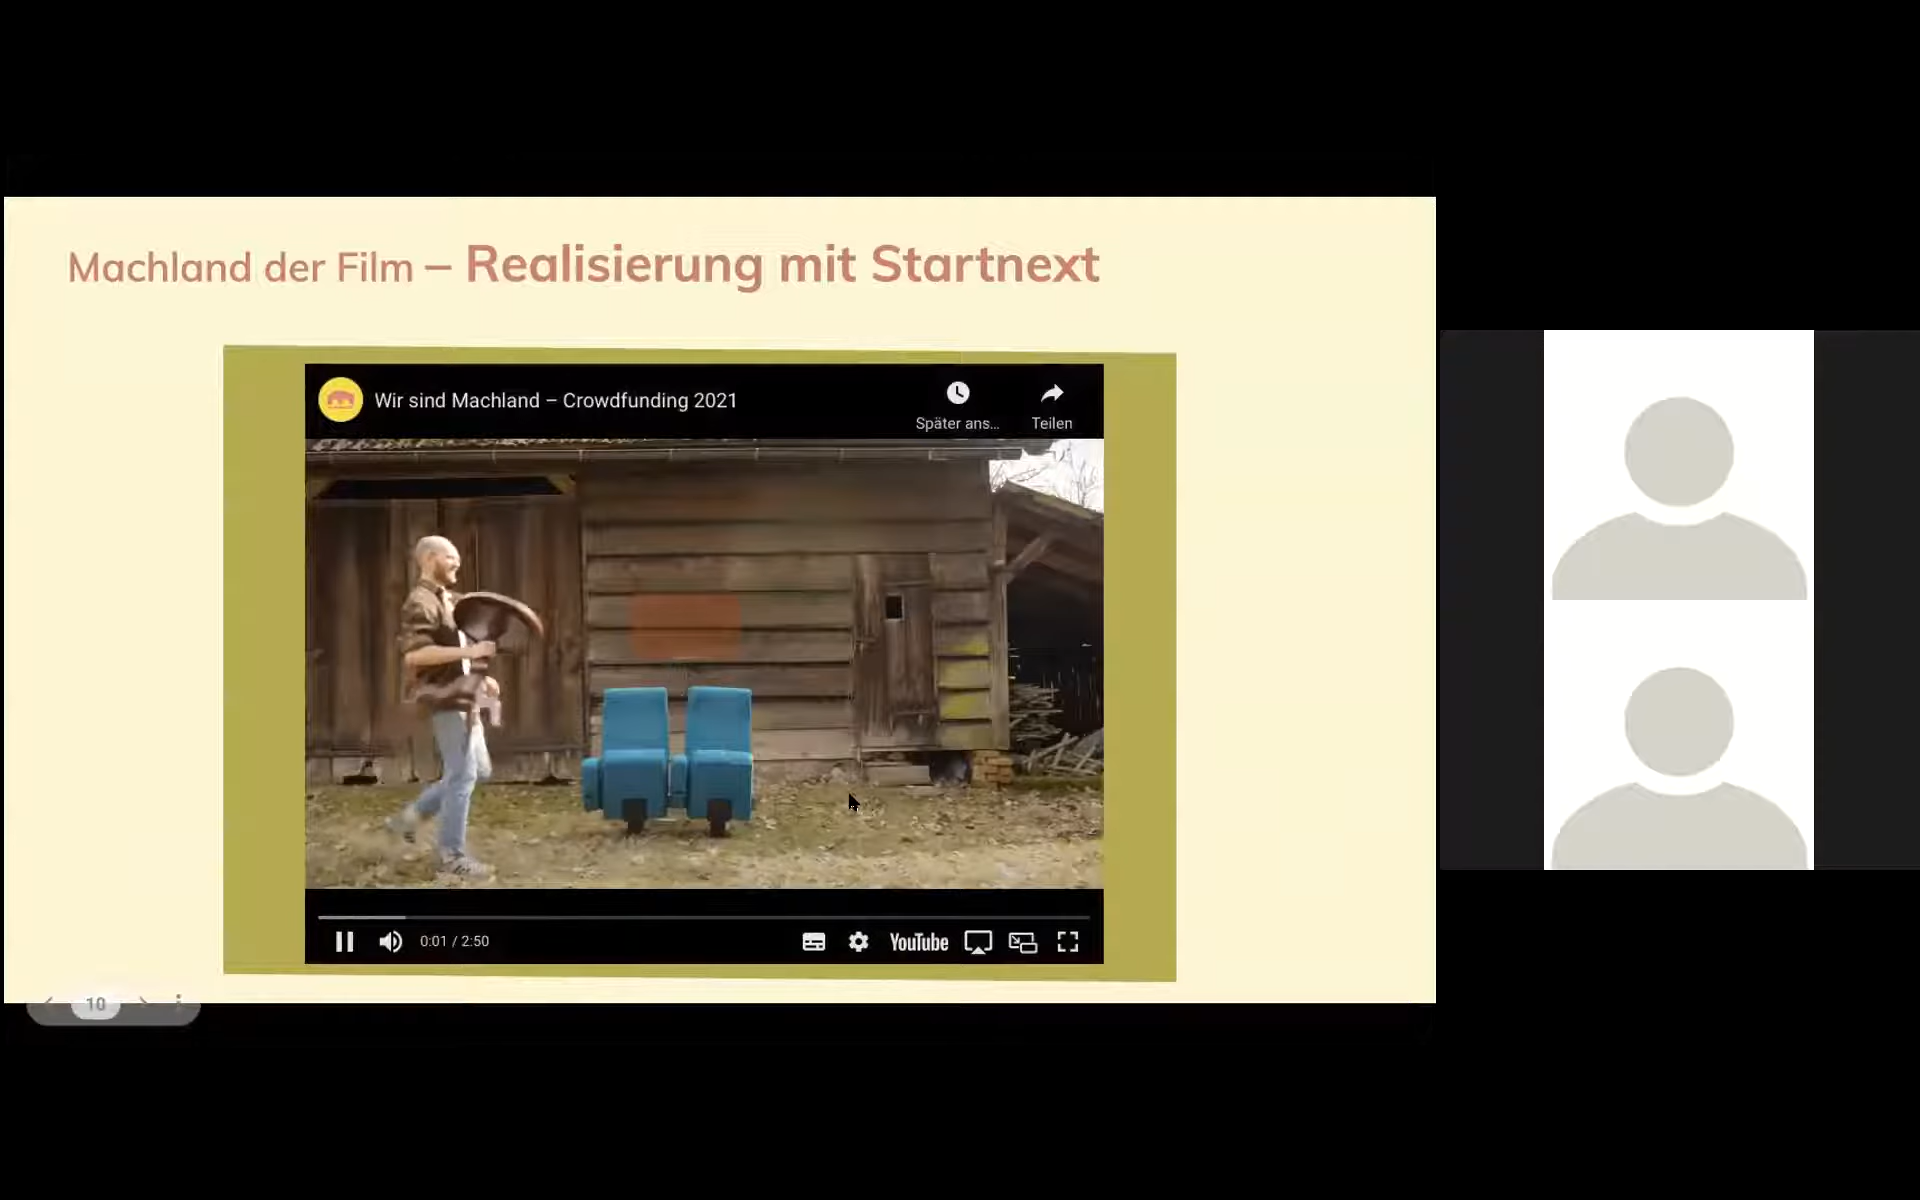 Machland der Film – Realisierung mit Startnext
Wir sind Machland – Crowdfunding 2021
Später ans...
Teilen
0:01 / 2:50
YouTube
10